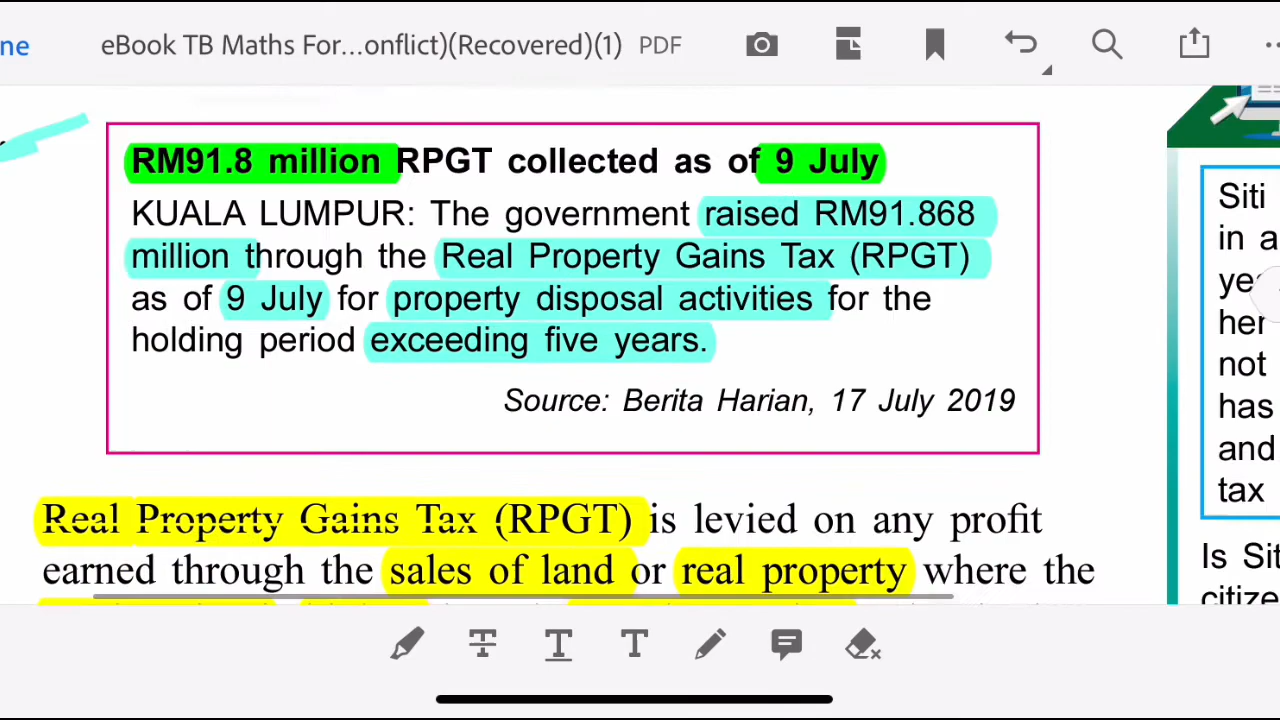 ne
eBook TB Maths For...onflict)(Recovered)(1) PDF
RM91.8 million RPGT collected as of 9 July
KUALA LUMPUR: The government raised RM91.868
million through the Real Property Gains Tax (RPGT)
as of 9 July for property disposal activities for the
holding period exceeding five years.
Source: Berita Harian, 17 July 2019
Real Property Gains Tax (RPGT) is levied on any profit
earned through the sales of land or real property where the
Siti
in a
her
not
has
and
tax
Is Sit
citize